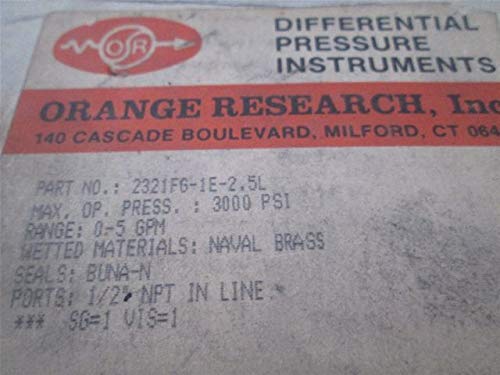 OR
DIFFERENTIAL
PRESSURE
INSTRUMENTS
ORANGE RESEARCH, Inc
140 CASCADE BOULEVARD, MILFORD, CT 064
PART NO.: 2321FG-1E-2.5L
MAX. OP. PRESS. : 3000 PSI
RANGE: 0-5 GPM
WETTED MATERIALS: NAVAL BRASS
SEALS: BUNA-N
PORTS: 1/2" NPT IN LINE
*** SG=1 VIS=1